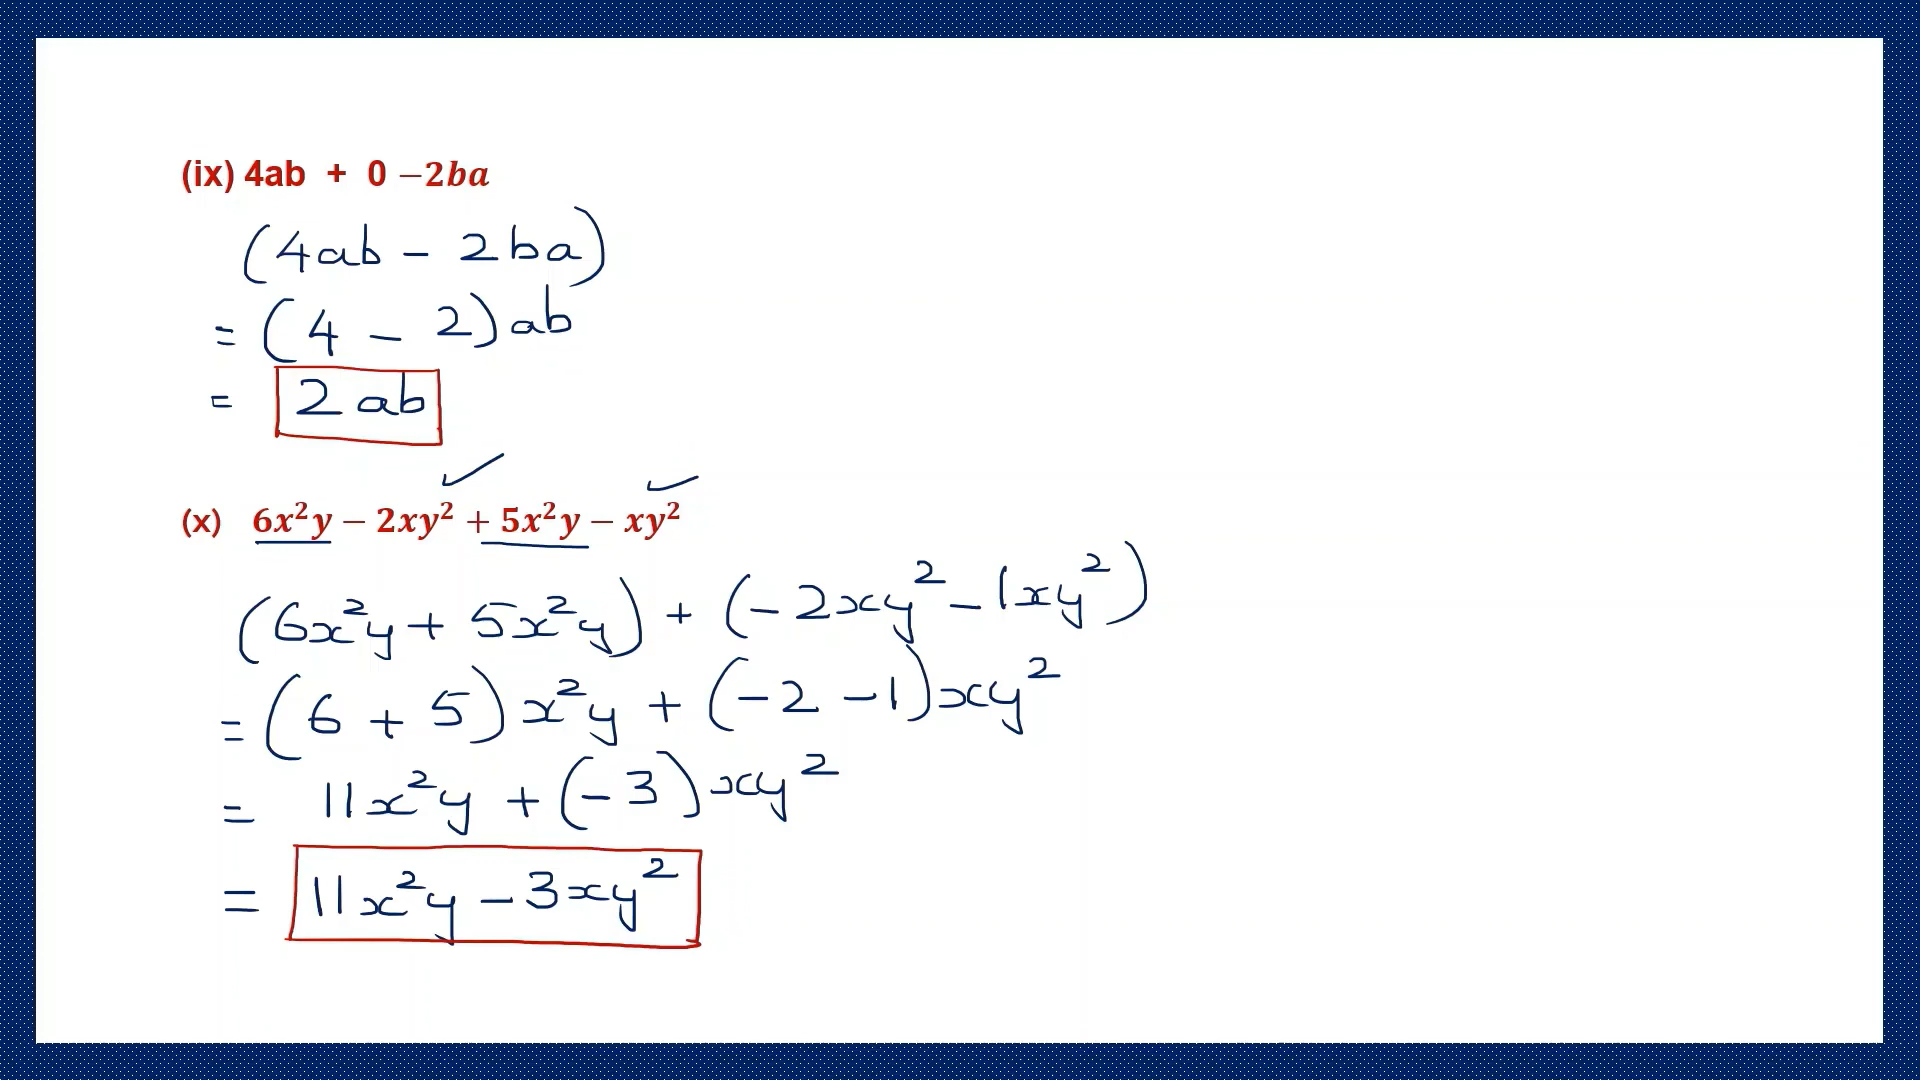 (ix) 4ab + 0 −2ba
(4ab − 2ba)
= (4 − 2)ab
= 2ab
(x) 6x²y − 2xy² + 5x²y − xy²
(6x²y + 5x²y) + (−2xy² − 1xy²)
= (6 + 5)x²y + (−2 −1)xy²
= 11x²y + (−3)xy²
= 11x²y − 3xy²